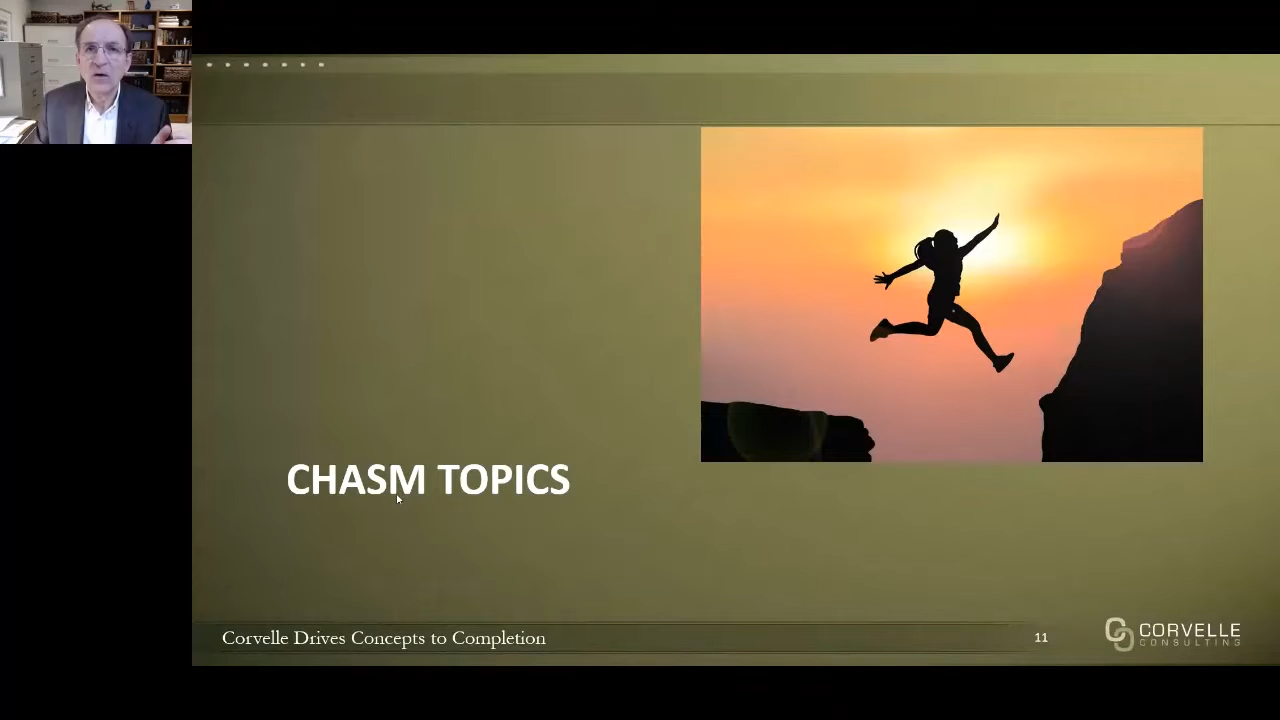 CHASM TOPICS
Corvelle Drives Concepts to Completion
11
CORVELLE
CONSULTING